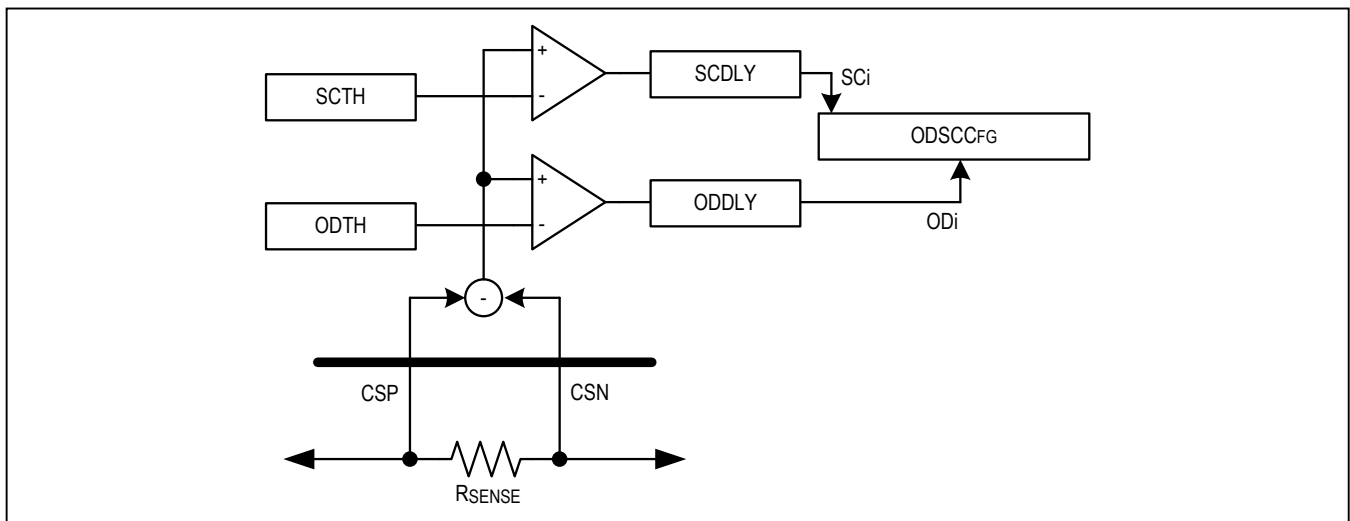 +
SCDLY
SCi
SCTH
-
ODSCCFG
+
ODDLY
ODTH
-
ODi
-
CSP
CSN
RSENSE